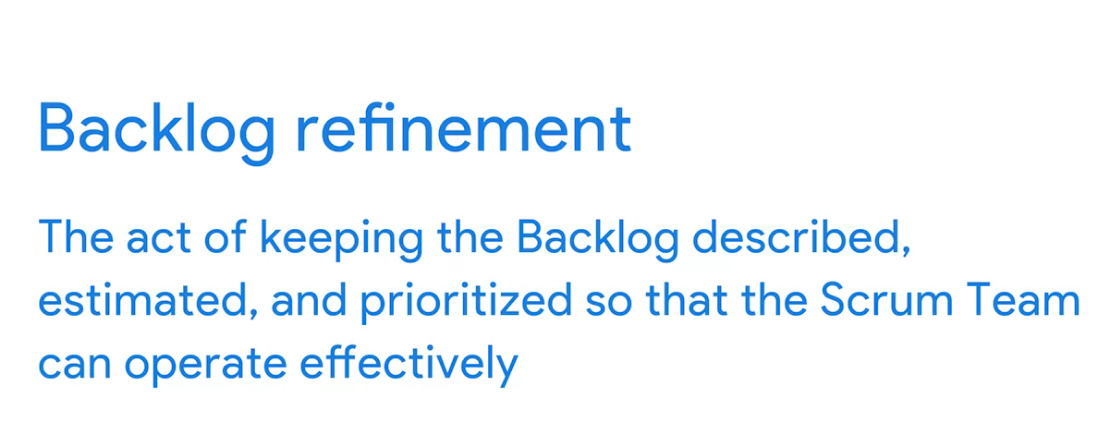 Backlog refinement
The act of keeping the Backlog described,
estimated, and prioritized so that the Scrum Team
can operate effectively